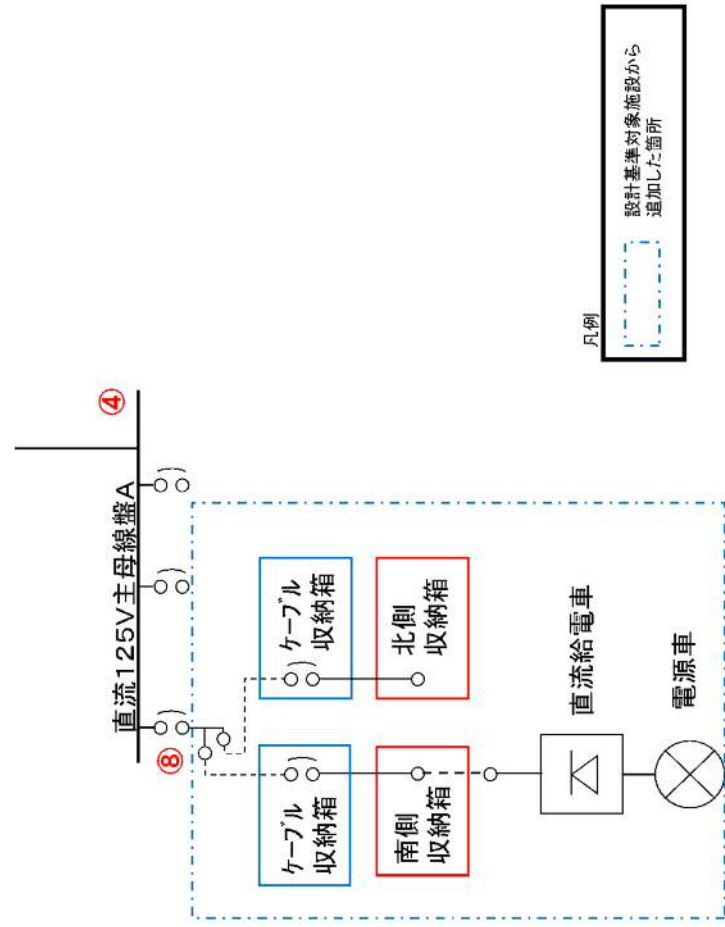 ④
直流125V主母線盤A
⑧
ケーブル
収納箱
ケーブル
収納箱
南側
収納箱
北側
収納箱
直流給電車
電源車
凡例
設計基準対象施設から
追加した箇所